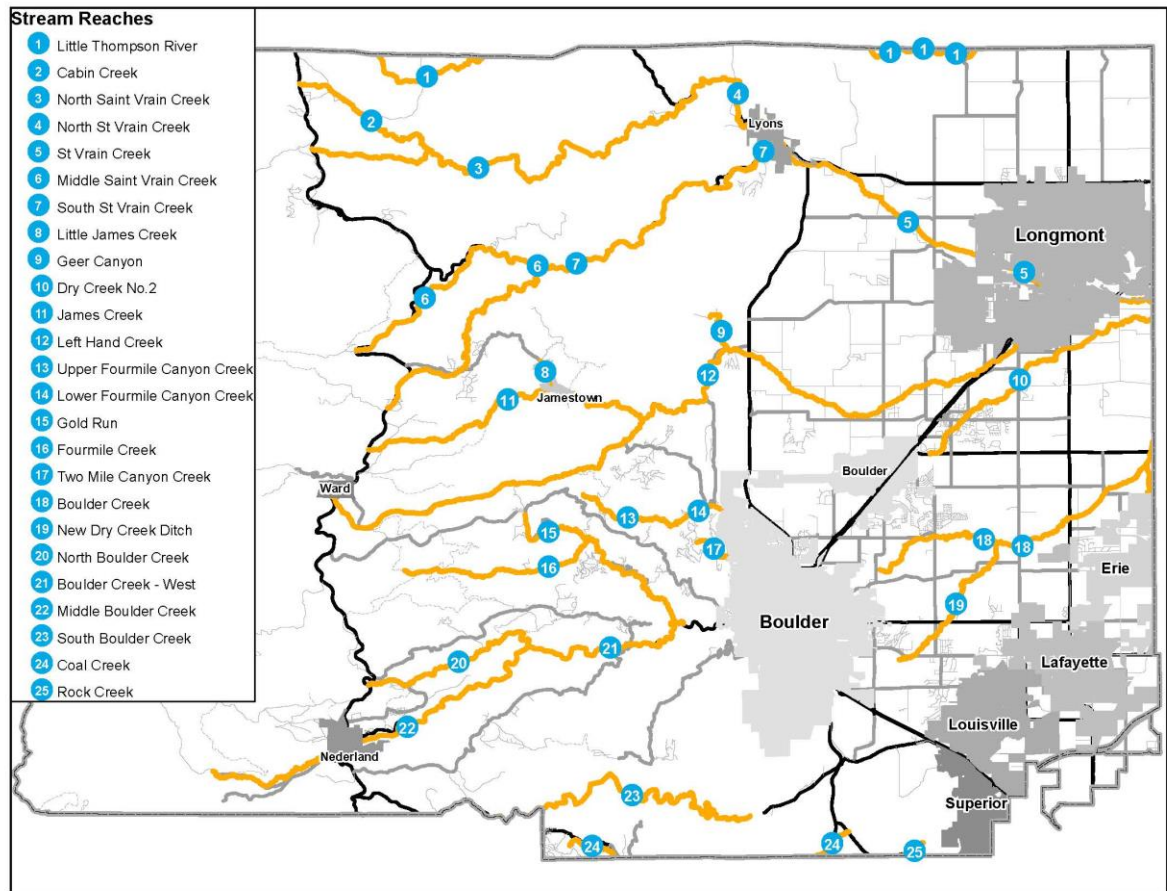 Stream Reaches
1 Little Thompson River
2 Cabin Creek
3 North Saint Vrain Creek
4 North St Vrain Creek
5 St Vrain Creek
6 Middle Saint Vrain Creek
7 South St Vrain Creek
8 Little James Creek
9 Geer Canyon
10 Dry Creek No.2
11 James Creek
12 Left Hand Creek
13 Upper Fourmile Canyon Creek
14 Lower Fourmile Canyon Creek
15 Gold Run
16 Fourmile Creek
17 Two Mile Canyon Creek
18 Boulder Creek
19 New Dry Creek Ditch
20 North Boulder Creek
21 Boulder Creek - West
22 Middle Boulder Creek
23 South Boulder Creek
24 Coal Creek
25 Rock Creek
1
1
1
1
4
2
Lyons
7
3
5
Longmont
6
7
5
6
9
8
12
10
11
Jamestown
Boulder
Ward
13
14
15
17
18
18
16
Erie
19
Boulder
21
20
Lafayette
22
Louisville
Nederland
23
Superior
24
24
25